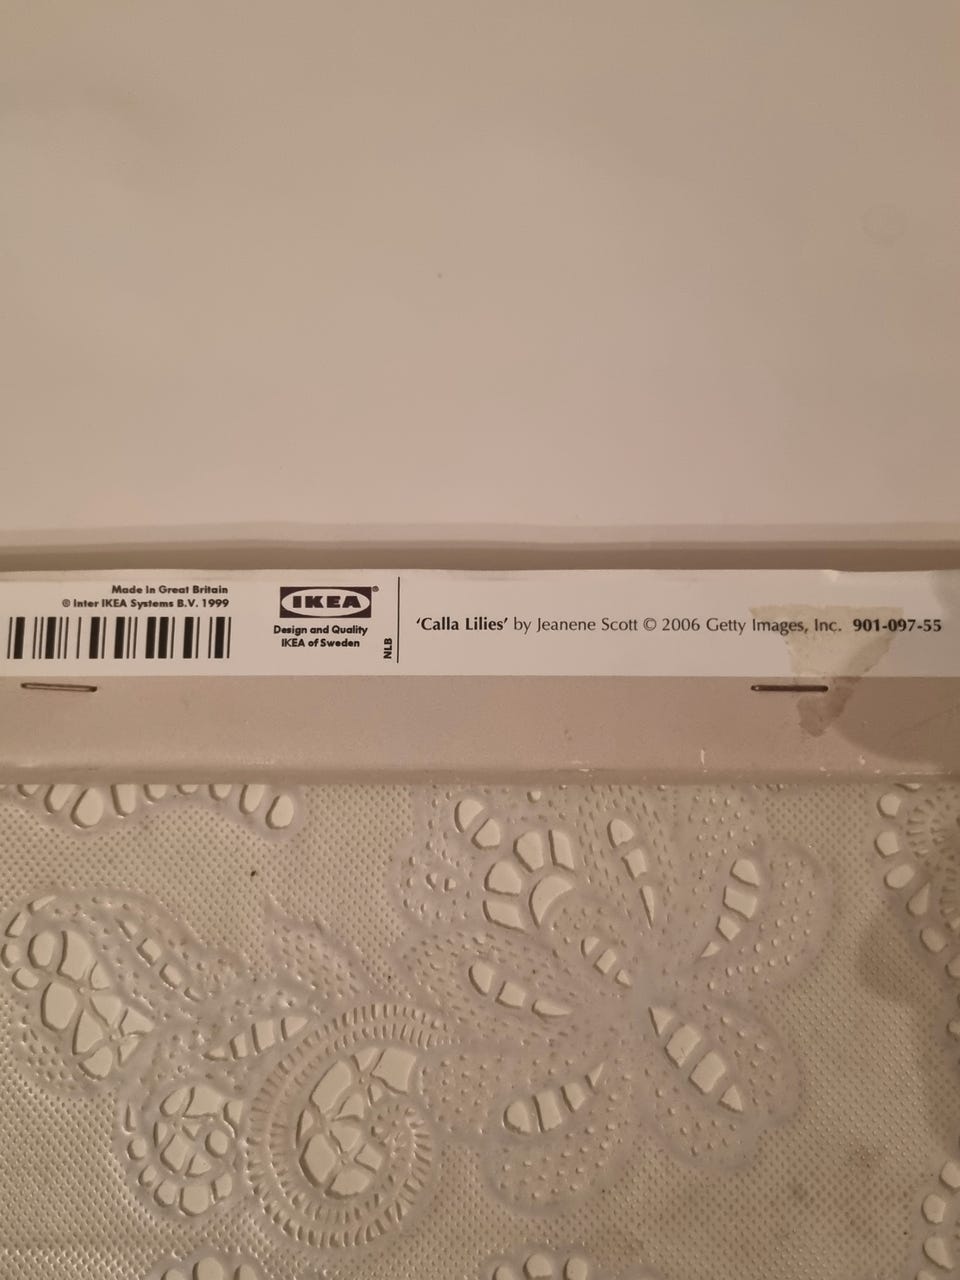 Made In Great Britain
© Inter IKEA Systems B.V. 1999
IKEA®
Design and Quality
IKEA of Sweden
NLB
‘Calla Lilies’ by Jeanene Scott © 2006 Getty Images, Inc. 901-097-55